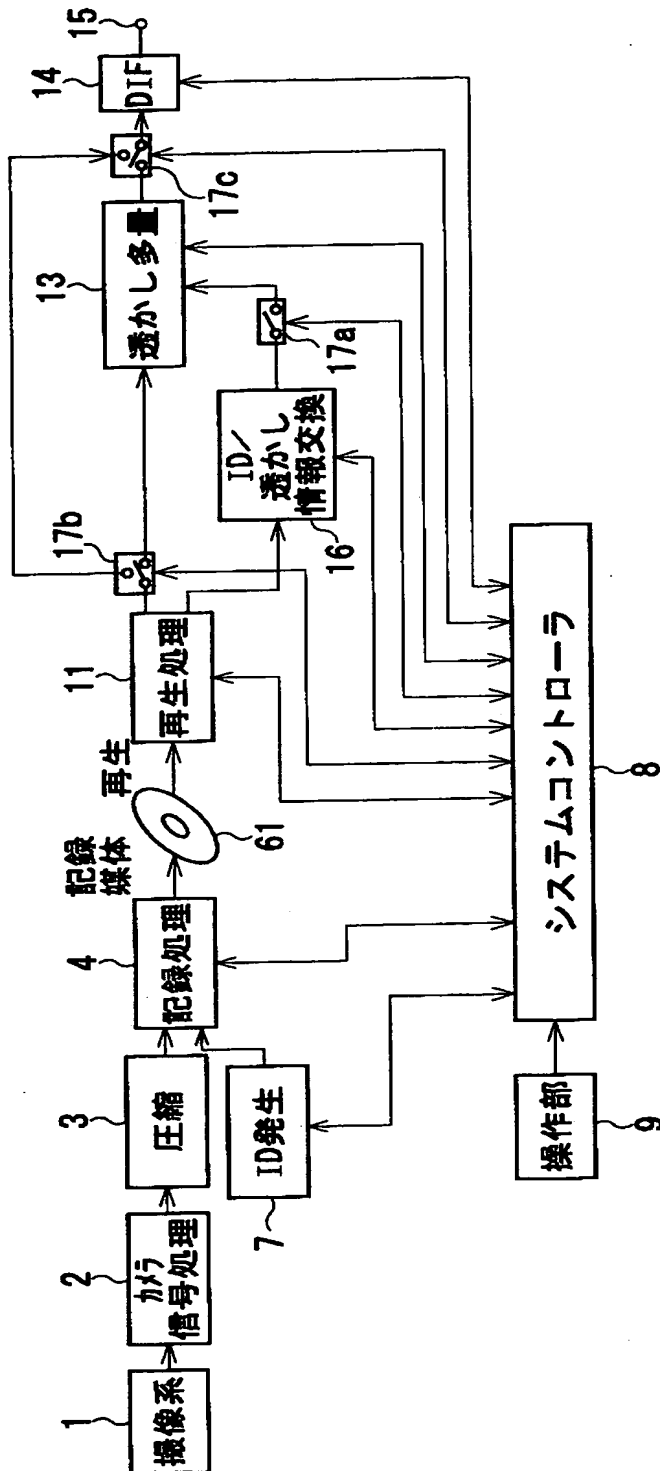 1
撮像系
2
カメラ
信号処理
3
圧縮
7
ID発生
4
記録処理
記録
媒体
61
再生
11
再生処理
17b
16
ID/
透かし
情報交換
17a
13
透かし多量
17c
14
DIF
15
8
システムコントローラ
9
操作部